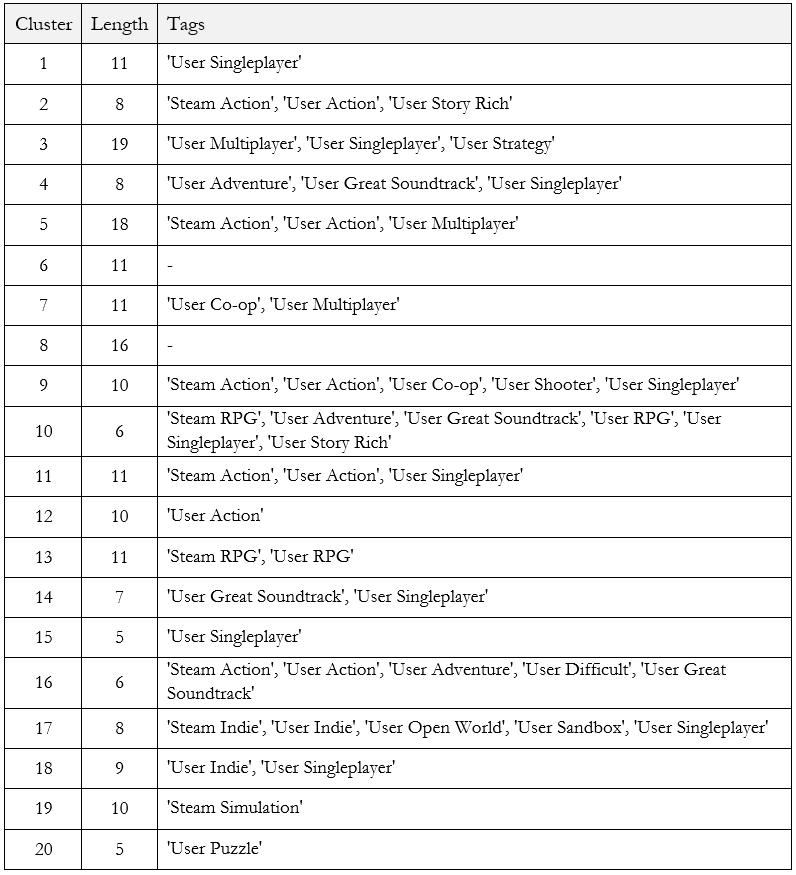 Cluster Length Tags
1 11 'User Singleplayer'
2 8 'Steam Action', 'User Action', 'User Story Rich'
3 19 'User Multiplayer', 'User Singleplayer', 'User Strategy'
4 8 'User Adventure', 'User Great Soundtrack', 'User Singleplayer'
5 18 'Steam Action', 'User Action', 'User Multiplayer'
6 11 -
7 11 'User Co-op', 'User Multiplayer'
8 16 -
9 10 'Steam Action', 'User Action', 'User Co-op', 'User Shooter', 'User Singleplayer'
10 6 'Steam RPG', 'User Adventure', 'User Great Soundtrack', 'User RPG', 'User
Singleplayer', 'User Story Rich'
11 11 'Steam Action', 'User Action', 'User Singleplayer'
12 10 'User Action'
13 11 'Steam RPG', 'User RPG'
14 7 'User Great Soundtrack', 'User Singleplayer'
15 5 'User Singleplayer'
16 6 'Steam Action', 'User Action', 'User Adventure', 'User Difficult', 'User Great
Soundtrack'
17 8 'Steam Indie', 'User Indie', 'User Open World', 'User Sandbox', 'User Singleplayer'
18 9 'User Indie', 'User Singleplayer'
19 10 'Steam Simulation'
20 5 'User Puzzle'